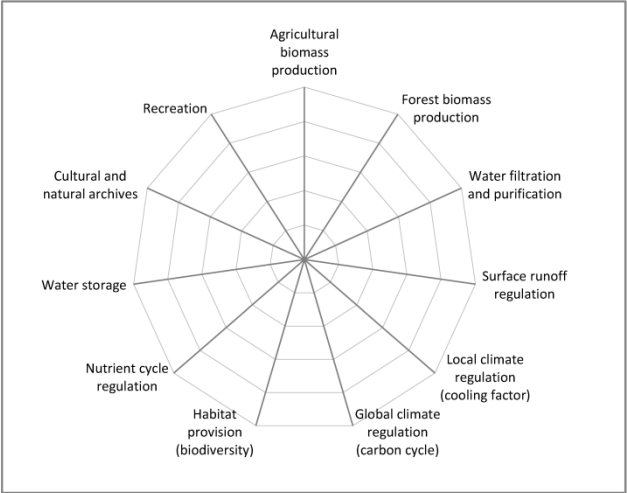 Agricultural
biomass
production
Forest biomass
production
Water filtration
and purification
Surface runoff
regulation
Local climate
regulation
(cooling factor)
Global climate
regulation
(carbon cycle)
Habitat
provision
(biodiversity)
Nutrient cycle
regulation
Water storage
Cultural and
natural archives
Recreation